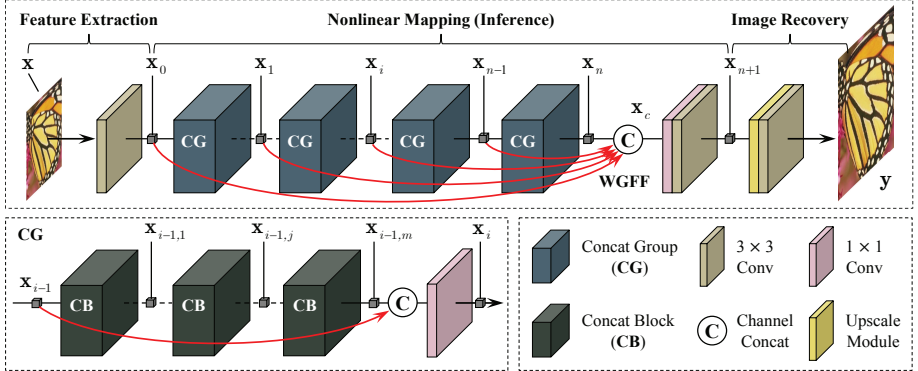 Feature Extraction
Nonlinear Mapping (Inference)
Image Recovery
x
x0
x1
xi
xn−1
xn
xc
xn+1
CG
CG
CG
CG
C
WGFF
y
CG
xi−1
xi−1,1
xi−1,j
xi−1,m
xi
CB
CB
CB
C
Concat Group
(CG)
3 × 3
Conv
1 × 1
Conv
Concat Block
(CB)
C
Channel
Concat
Upscale
Module